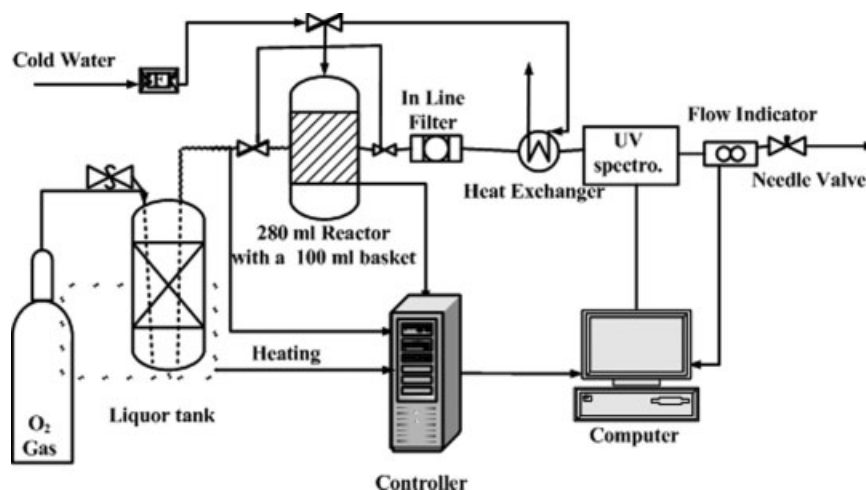 Cold Water
F
In Line
Filter
UV
spectro.
Flow Indicator
Needle Valve
Heat Exchanger
S
280 ml Reactor
with a 100 ml basket
Heating
Liquor tank
O₂
Gas
Computer
Controller